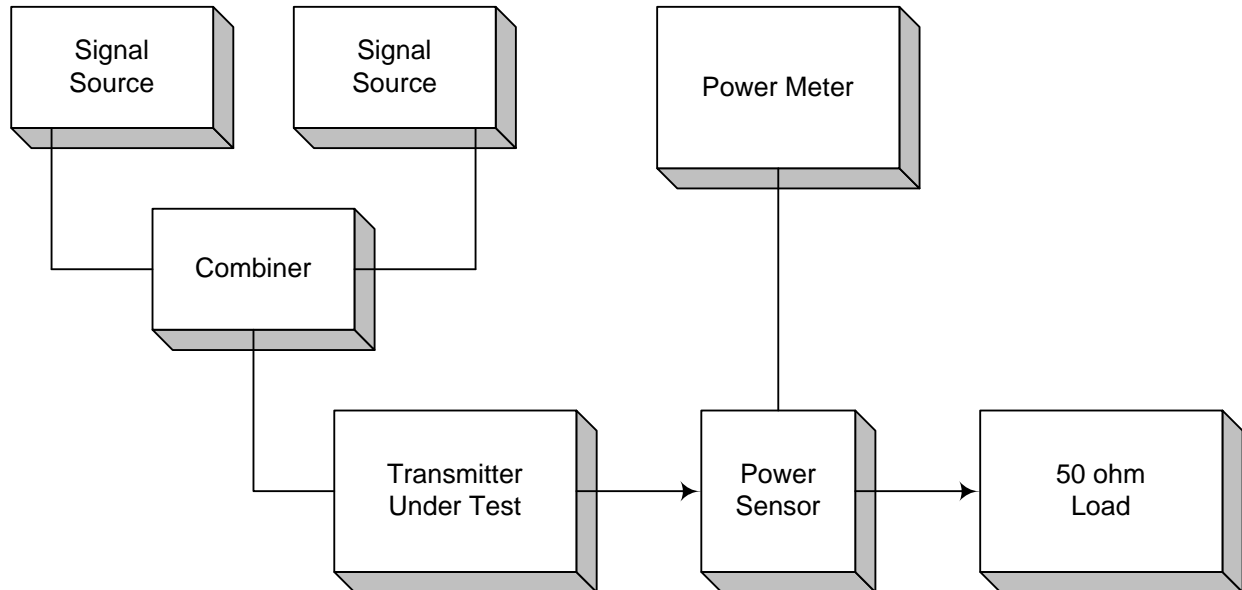 Signal
Source
Signal
Source
Power Meter
Combiner
Transmitter
Under Test
Power
Sensor
50 ohm
Load